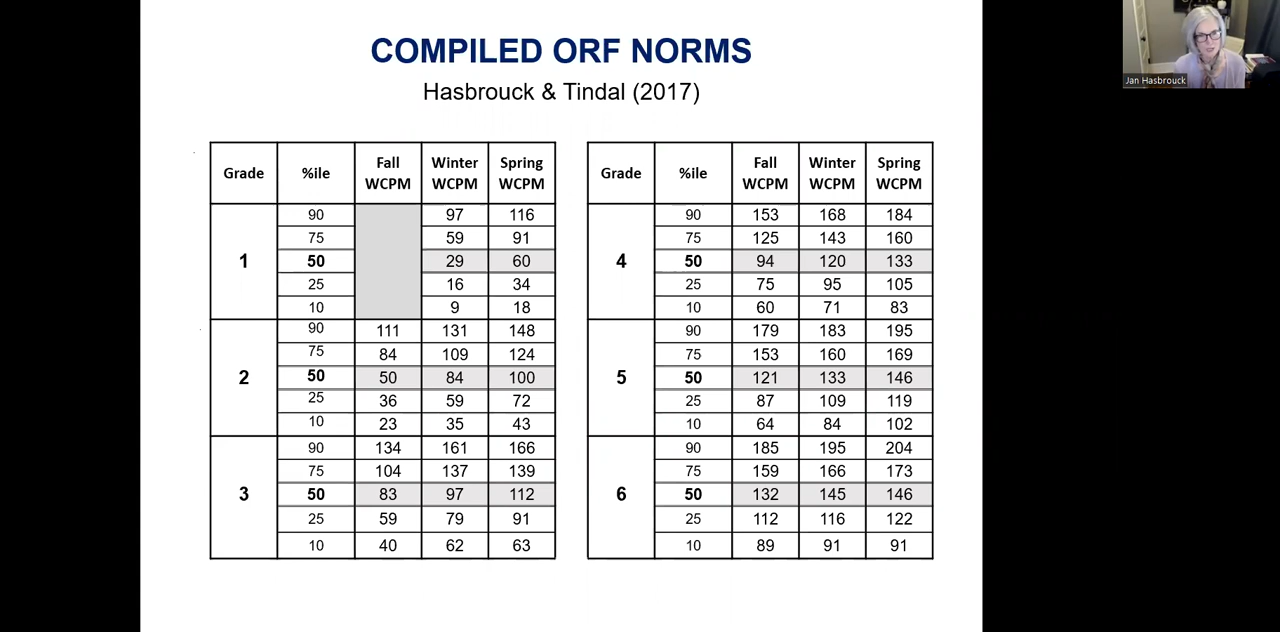 COMPILED ORF NORMS
Hasbrouck & Tindal (2017)
Jan Hasbrouck
Grade %ile Fall WCPM Winter WCPM Spring WCPM
1
90 97 116
75 59 91
50 29 60
25 16 34
10 9 18
2
90 111 131 148
75 84 109 124
50 50 84 100
25 36 59 72
10 23 35 43
3
90 134 161 166
75 104 137 139
50 83 97 112
25 59 79 91
10 40 62 63
Grade %ile Fall WCPM Winter WCPM Spring WCPM
4
90 153 168 184
75 125 143 160
50 94 120 133
25 75 95 105
10 60 71 83
5
90 179 183 195
75 153 160 169
50 121 133 146
25 87 109 119
10 64 84 102
6
90 185 195 204
75 159 166 173
50 132 145 146
25 112 116 122
10 89 91 91